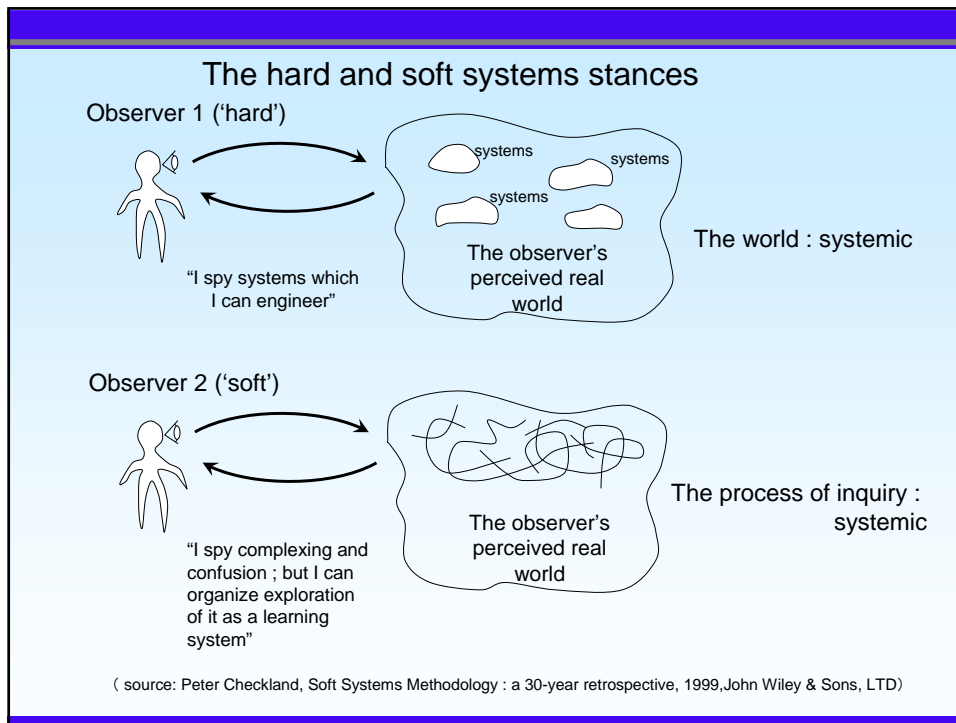 The hard and soft systems stances
Observer 1 (‘hard’)
systems
systems
systems
The observer’s
perceived real
world
The world : systemic
“I spy systems which
I can engineer”
Observer 2 (‘soft’)
The observer’s
perceived real
world
The process of inquiry :
systemic
“I spy complexing and
confusion ; but I can
organize exploration
of it as a learning
system”
（ source: Peter Checkland, Soft Systems Methodology : a 30-year retrospective, 1999,John Wiley & Sons, LTD）